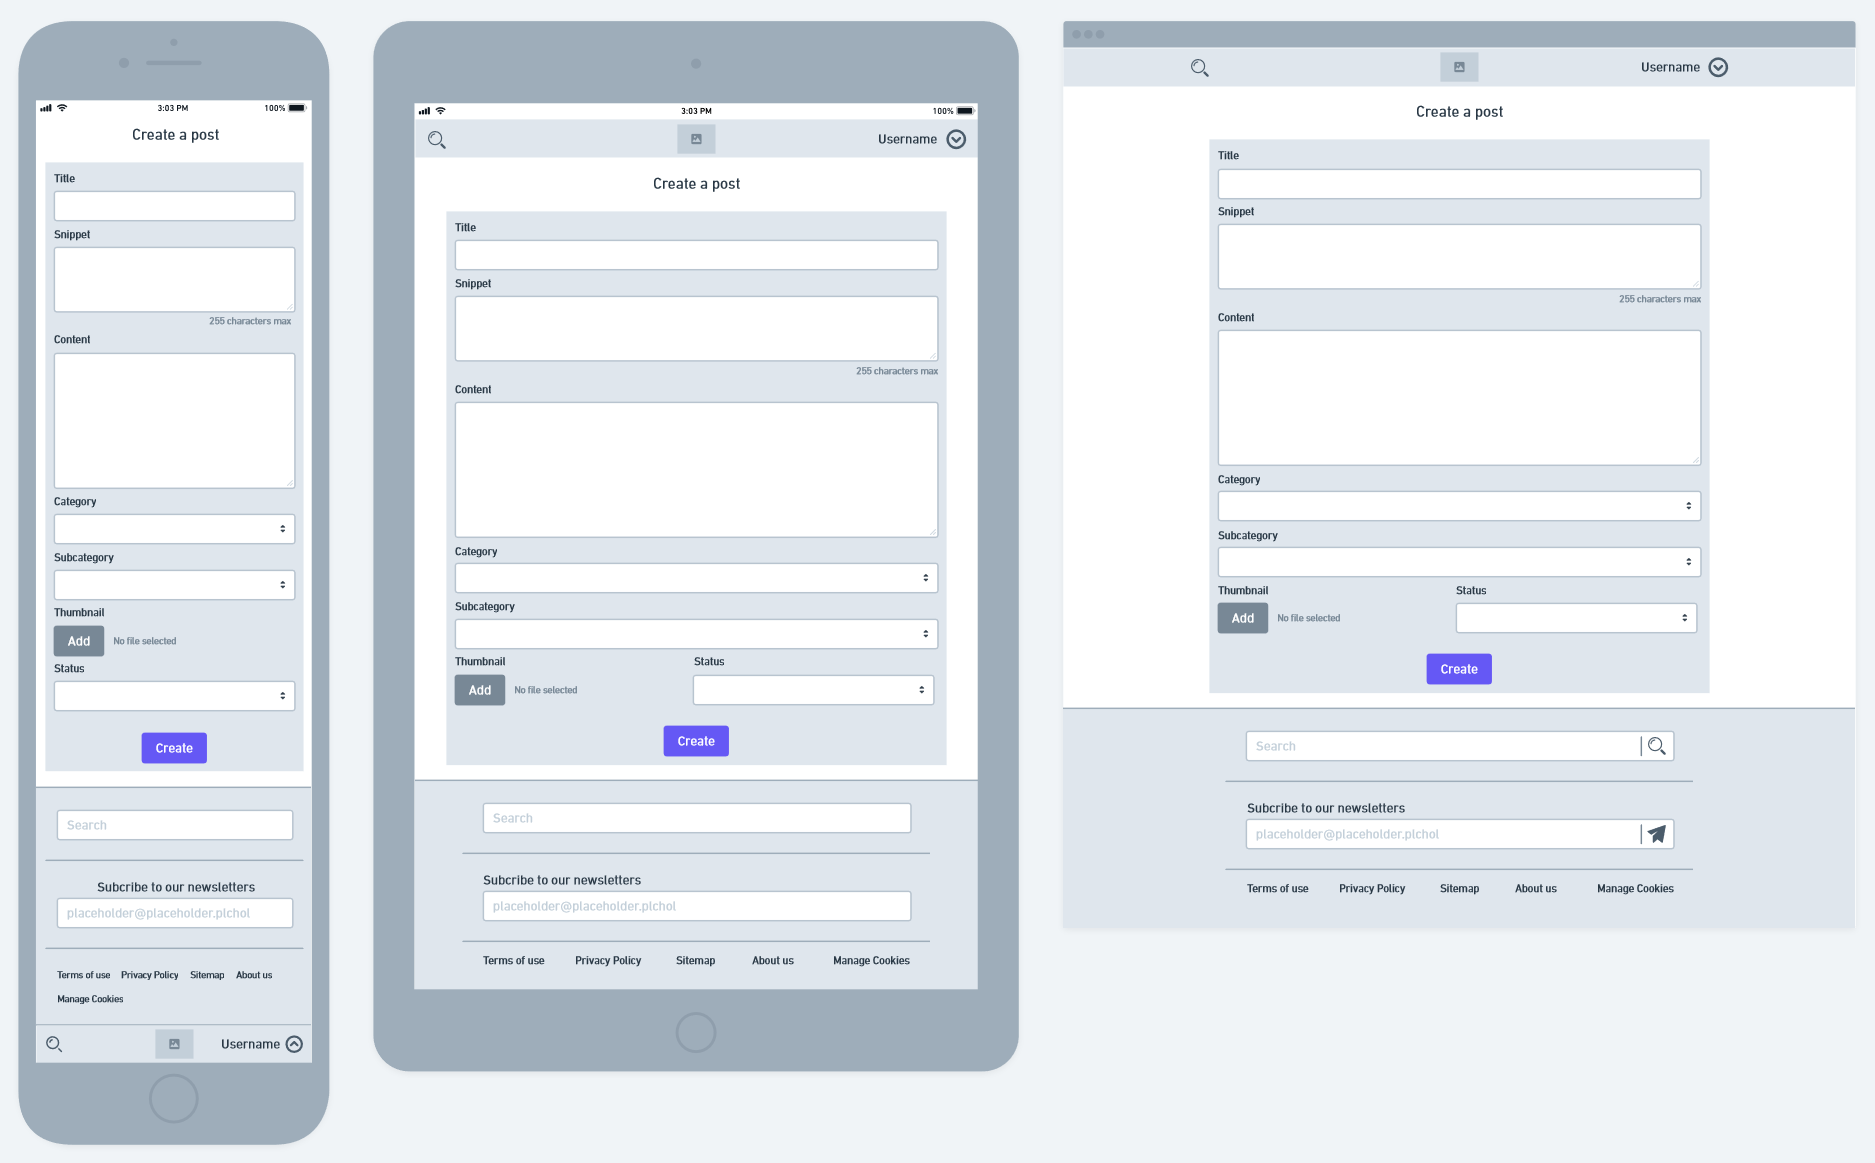 3:03 PM 100%
Create a post
Title
Snippet
255 characters max
Content
Category
Subcategory
Thumbnail
Add No file selected
Status
Create
Search
Subcribe to our newsletters
placeholder@placeholder.plchol
Terms of use Privacy Policy Sitemap About us
Manage Cookies
Username
3:03 PM 100%
Username
Create a post
Title
Snippet
255 characters max
Content
Category
Subcategory
Thumbnail Status
Add No file selected
Create
Search
Subcribe to our newsletters
placeholder@placeholder.plchol
Terms of use Privacy Policy Sitemap About us Manage Cookies
Username
Create a post
Title
Snippet
255 characters max
Content
Category
Subcategory
Thumbnail Status
Add No file selected
Create
Search
Subcribe to our newsletters
placeholder@placeholder.plchol
Terms of use Privacy Policy Sitemap About us Manage Cookies